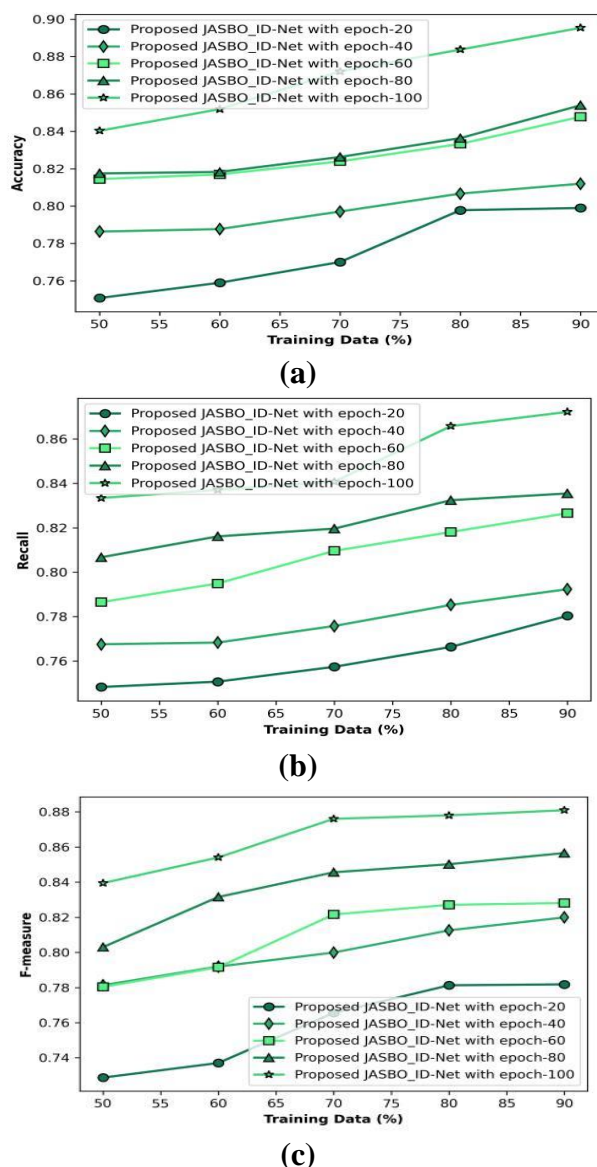 0.90
0.88
0.86
0.84
0.82
0.80
0.78
0.76
Accuracy
Proposed JASBO_ID-Net with epoch-20
Proposed JASBO_ID-Net with epoch-40
Proposed JASBO_ID-Net with epoch-60
Proposed JASBO_ID-Net with epoch-80
Proposed JASBO_ID-Net with epoch-100
50 55 60 65 70 75 80 85 90
Training Data (%)
(a)
0.86
0.84
0.82
0.80
0.78
0.76
Recall
Proposed JASBO_ID-Net with epoch-20
Proposed JASBO_ID-Net with epoch-40
Proposed JASBO_ID-Net with epoch-60
Proposed JASBO_ID-Net with epoch-80
Proposed JASBO_ID-Net with epoch-100
50 55 60 65 70 75 80 85 90
Training Data (%)
(b)
0.88
0.86
0.84
0.82
0.80
0.78
0.76
0.74
F-measure
Proposed JASBO_ID-Net with epoch-20
Proposed JASBO_ID-Net with epoch-40
Proposed JASBO_ID-Net with epoch-60
Proposed JASBO_ID-Net with epoch-80
Proposed JASBO_ID-Net with epoch-100
50 55 60 65 70 75 80 85 90
Training Data (%)
(c)